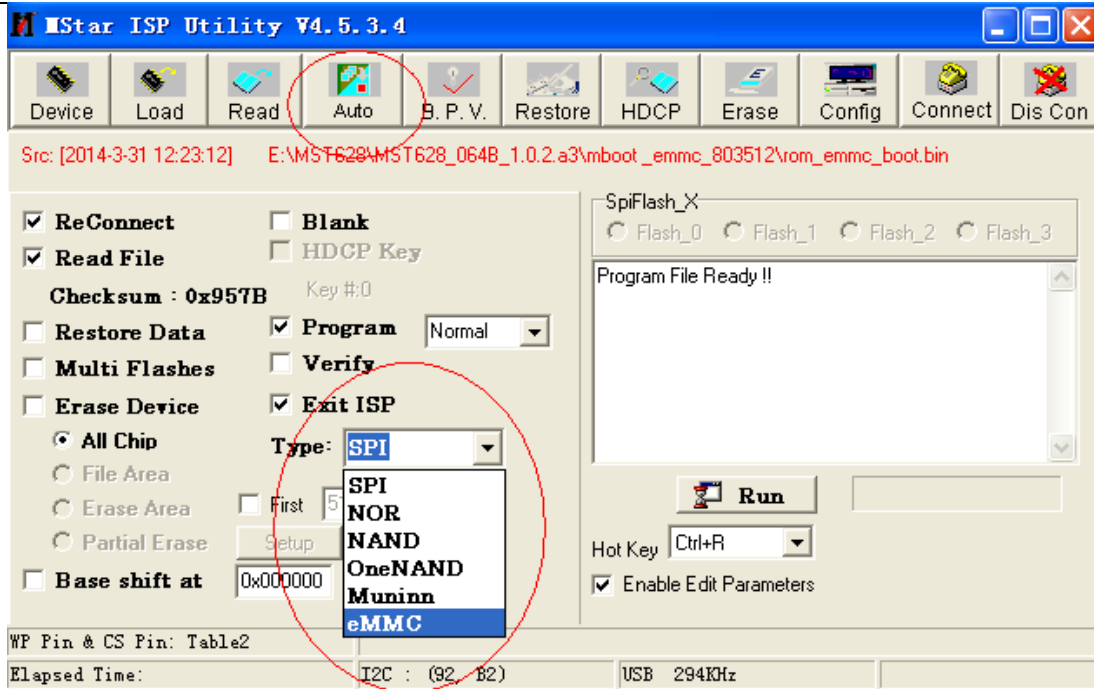 MStar ISP Utility V4.5.3.4
Device Load Read Auto B. P. V. Restore HDCP Erase Config Connect Dis Con
Src: [2014-3-31 12:23:12] E:\MST628\MST628_064B_1.0.2.a3\mboot_emmc_803512\rom_emmc_boot.bin
ReConnect
Blank
Read File
HDCP Key
Checksum : 0x957B
Key #:0
Restore Data
Program
Normal
Multi Flashes
Verify
Erase Device
Exit ISP
All Chip
Type: SPI
File Area
SPI
Erase Area
First
NOR
Partial Erase
Setup
NAND
OneNAND
Base shift at
0x000000
Muninn
eMMC
SpiFlash_X
Flash_0 Flash_1 Flash_2 Flash_3
Program File Ready !!
Run
Hot Key Ctrl+R
Enable Edit Parameters
WP Pin & CS Pin: Table2
Elapsed Time: I2C : (92, B2) USB 294KHz